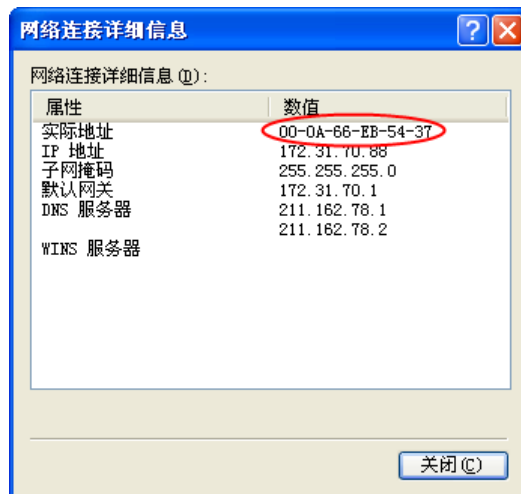 网络连接详细信息
网络连接详细信息(D):
属性 数值
实际地址 00-0A-66-EB-54-37
IP 地址 172.31.70.88
子网掩码 255.255.255.0
默认网关 172.31.70.1
DNS 服务器 211.162.78.1
211.162.78.2
WINS 服务器
关闭(C)